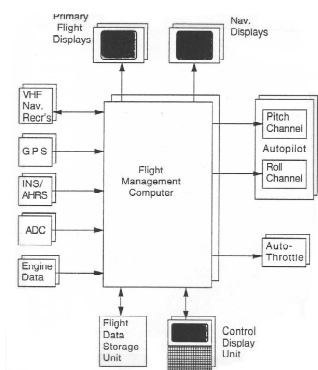 Primary
Flight
Displays
Nav.
Displays
VHF
Nav.
Recr's
GPS
INS/
AHRS
ADC
Engine
Data
Flight
Management
Computer
Pitch
Channel
Autopilot
Roll
Channel
Auto-
Throttle
Flight
Data
Storage
Unit
Control
Display
Unit